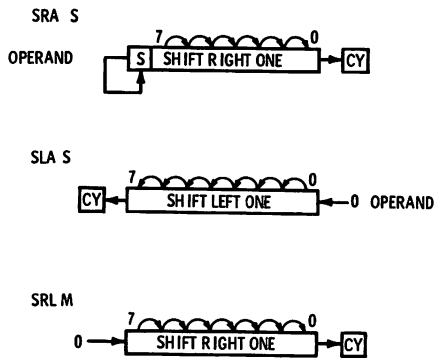 SRA S
7 0
OPERAND S SHIFT RIGHT ONE CY
SLA S
7 0
CY SHIFT LEFT ONE 0 OPERAND
SRL M
7 0
0 SHIFT RIGHT ONE CY